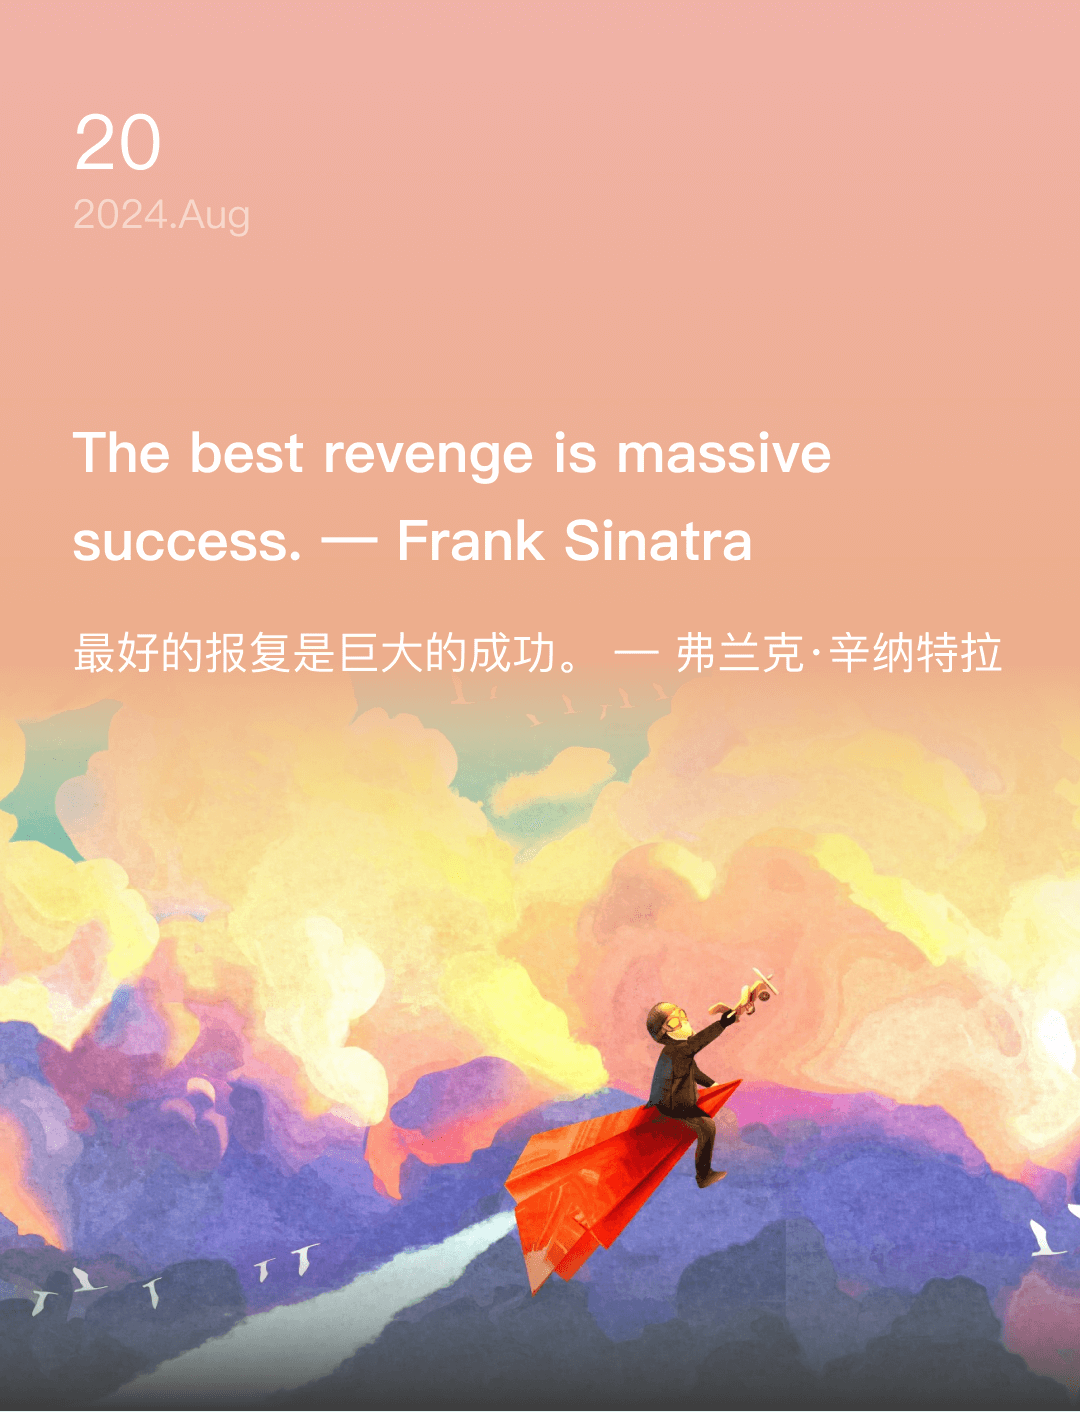 20
2024.Aug
The best revenge is massive
success. — Frank Sinatra
最好的报复是巨大的成功。 — 弗兰克·辛纳特拉